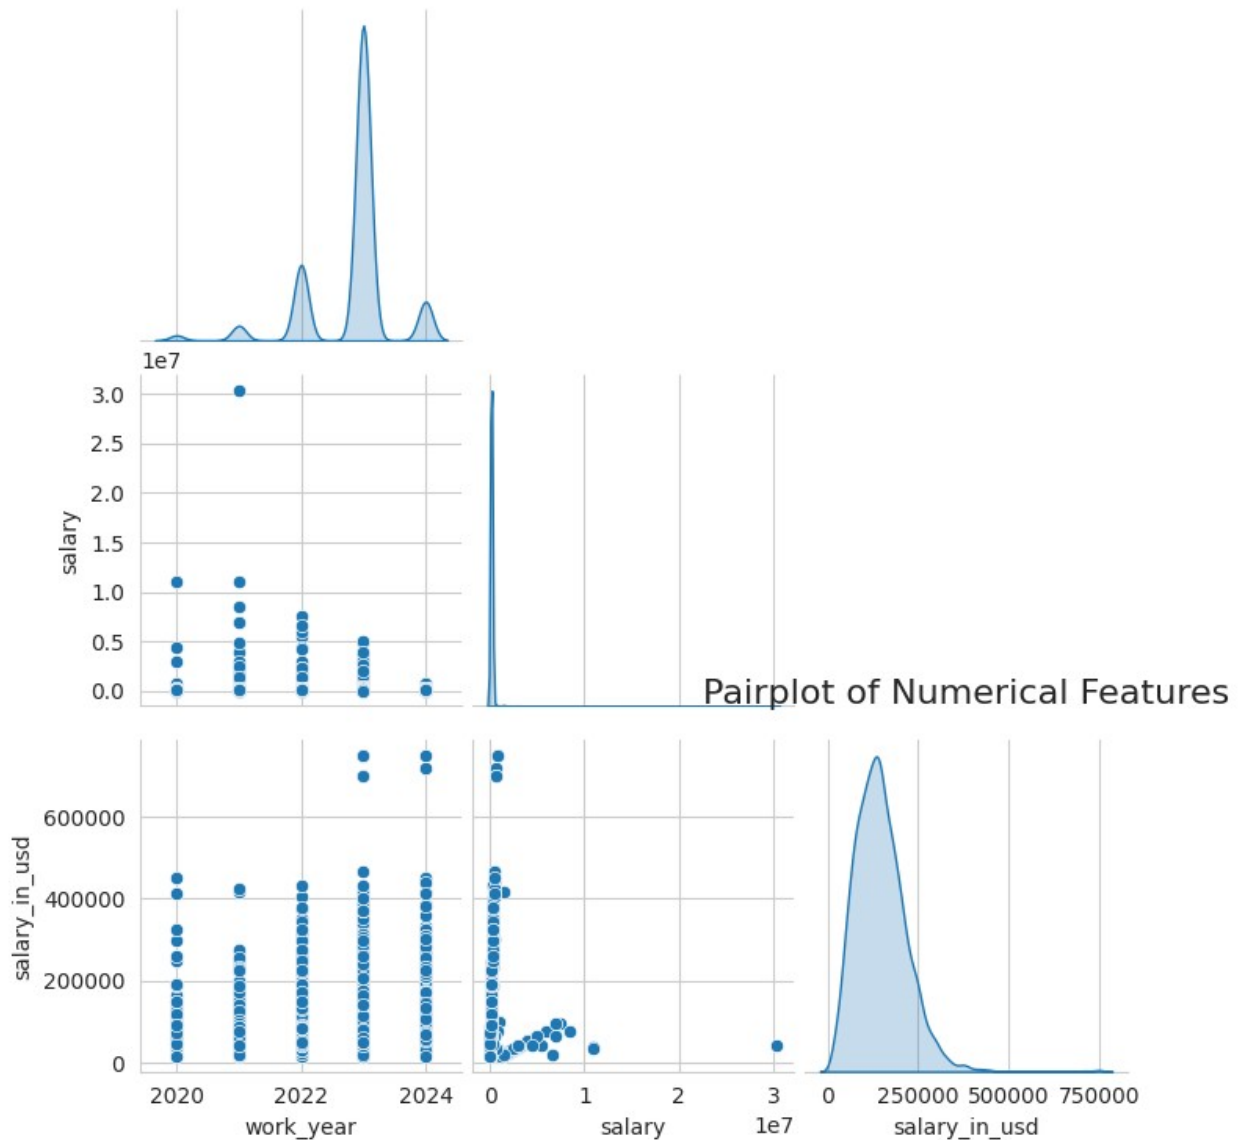 1e7
3.0
2.5
2.0
1.5
1.0
0.5
0.0
salary
Pairplot of Numerical Features
600000
400000
200000
0
salary_in_usd
2020 2022 2024
work_year
0 1 2 3
1e7
salary
0 250000 500000 750000
salary_in_usd